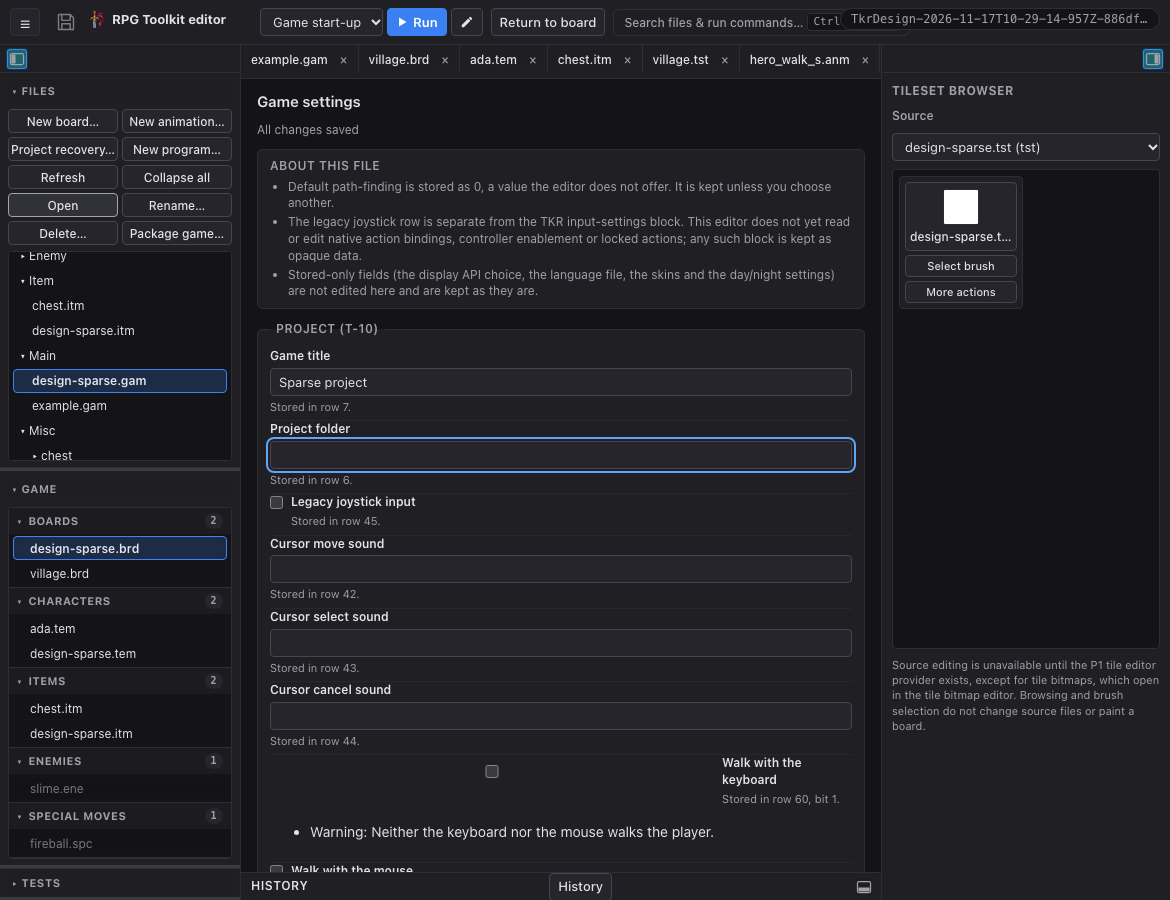 RPG Toolkit editor
Game start-up
Run
Return to board
Search files & run commands...
Ctrl
TkrDesign-2026-11-17T10-29-14-957Z-886df…
example.gam ×
village.brd ×
ada.tem ×
chest.itm ×
village.tst ×
hero_walk_s.anm ×
FILES
New board...
New animation...
Project recovery...
New program...
Refresh
Collapse all
Open
Rename...
Delete...
Package game...
Enemy
Item
chest.itm
design-sparse.itm
Main
design-sparse.gam
example.gam
Misc
chest
GAME
BOARDS 2
design-sparse.brd
village.brd
CHARACTERS 2
ada.tem
design-sparse.tem
ITEMS 2
chest.itm
design-sparse.itm
ENEMIES 1
slime.ene
SPECIAL MOVES 1
fireball.spc
TESTS
Game settings
All changes saved
ABOUT THIS FILE
• Default path-finding is stored as 0, a value the editor does not offer. It is kept unless you choose
another.
• The legacy joystick row is separate from the TKR input-settings block. This editor does not yet read
or edit native action bindings, controller enablement or locked actions; any such block is kept as
opaque data.
• Stored-only fields (the display API choice, the language file, the skins and the day/night settings)
are not edited here and are kept as they are.
PROJECT (T-10)
Game title
Sparse project
Stored in row 7.
Project folder
Stored in row 6.
Legacy joystick input
Stored in row 45.
Cursor move sound
Stored in row 42.
Cursor select sound
Stored in row 43.
Cursor cancel sound
Stored in row 44.
Walk with the
keyboard
Stored in row 60, bit 1.
• Warning: Neither the keyboard nor the mouse walks the player.
Walk with the mouse
HISTORY
History
TILESET BROWSER
Source
design-sparse.tst (tst)
design-sparse.t...
Select brush
More actions
Source editing is unavailable until the P1 tile editor
provider exists, except for tile bitmaps, which open
in the tile bitmap editor. Browsing and brush
selection do not change source files or paint a
board.